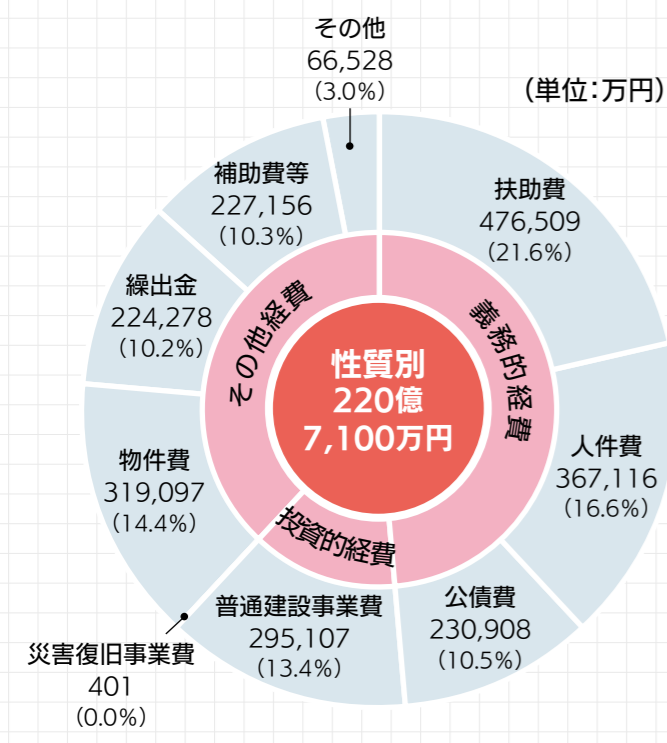 その他
66,528
(3.0%)
(単位:万円)
扶助費
476,509
(21.6%)
人件費
367,116
(16.6%)
公債費
230,908
(10.5%)
普通建設事業費
295,107
(13.4%)
災害復旧事業費
401
(0.0%)
物件費
319,097
(14.4%)
繰出金
224,278
(10.2%)
補助費等
227,156
(10.3%)
義務的経費
投資的経費
その他経費
性質別
220億
7,100万円